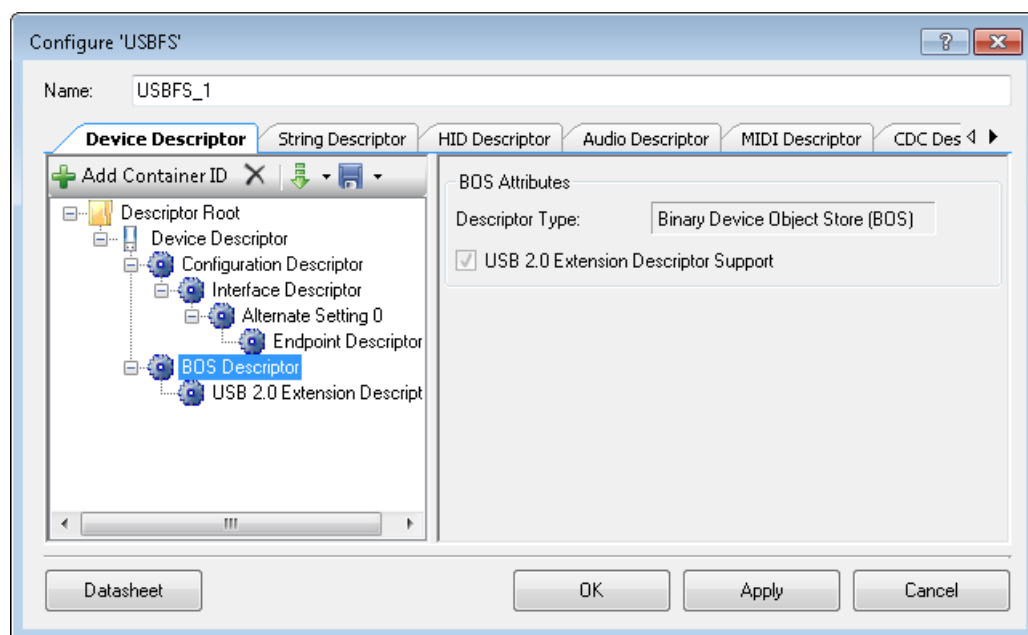 Configure 'USBFS'
Name: USBFS_1
Device Descriptor String Descriptor HID Descriptor Audio Descriptor MIDI Descriptor CDC Des
Add Container ID
Descriptor Root
Device Descriptor
Configuration Descriptor
Interface Descriptor
Alternate Setting 0
Endpoint Descriptor
BOS Descriptor
USB 2.0 Extension Descript
BOS Attributes
Descriptor Type: Binary Device Object Store (BOS)
USB 2.0 Extension Descriptor Support
Datasheet OK Apply Cancel